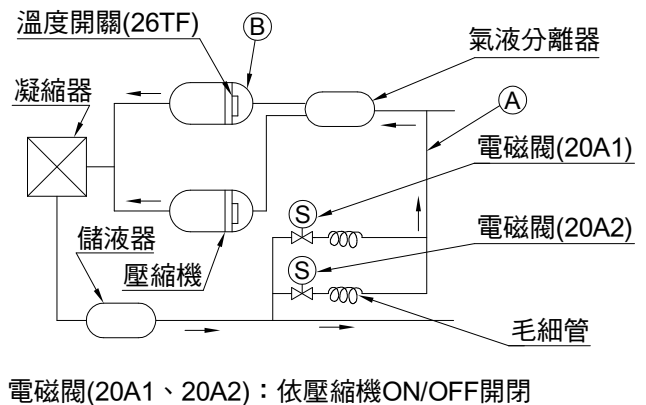 溫度開關(26TF)
B
氣液分離器
凝縮器
A
電磁閥(20A1)
S
儲液器
電磁閥(20A2)
S
壓縮機
毛細管
電磁閥(20A1、20A2)：依壓縮機ON/OFF開閉